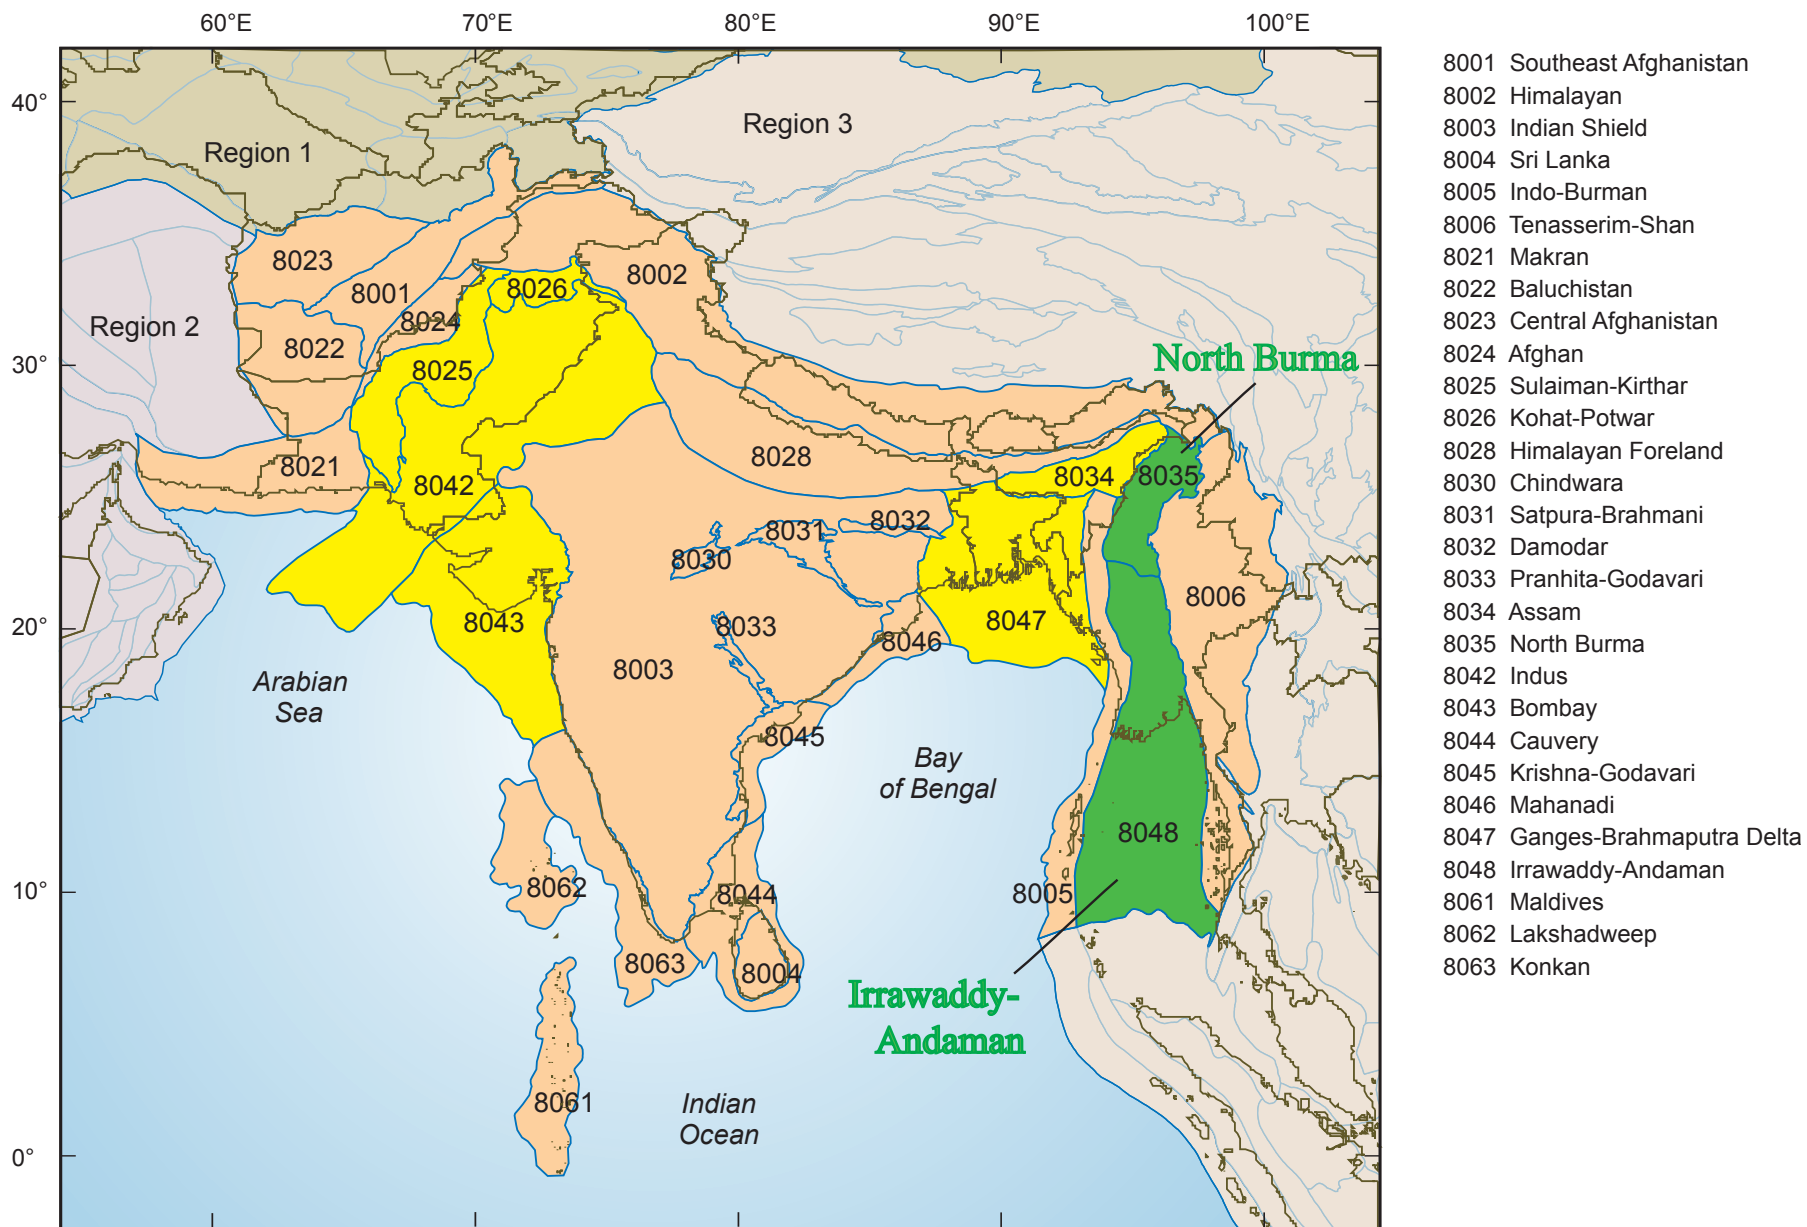 60°E 70°E 80°E 90°E 100°E
40°
30°
20°
10°
0°
Region 1
Region 2
Region 3
8023
8001
8002
8026
8024
8022
8025
8021
8042
8028
8034
8035
8032
8031
8030
8006
8043
8033
8047
8046
8003
8045
8048
8062
8044
8005
8063
8004
8061
North Burma
Irrawaddy-
Andaman
Arabian
Sea
Bay
of Bengal
Indian
Ocean
8001 Southeast Afghanistan
8002 Himalayan
8003 Indian Shield
8004 Sri Lanka
8005 Indo-Burman
8006 Tenasserim-Shan
8021 Makran
8022 Baluchistan
8023 Central Afghanistan
8024 Afghan
8025 Sulaiman-Kirthar
8026 Kohat-Potwar
8028 Himalayan Foreland
8030 Chindwara
8031 Satpura-Brahmani
8032 Damodar
8033 Pranhita-Godavari
8034 Assam
8035 North Burma
8042 Indus
8043 Bombay
8044 Cauvery
8045 Krishna-Godavari
8046 Mahanadi
8047 Ganges-Brahmaputra Delta
8048 Irrawaddy-Andaman
8061 Maldives
8062 Lakshadweep
8063 Konkan